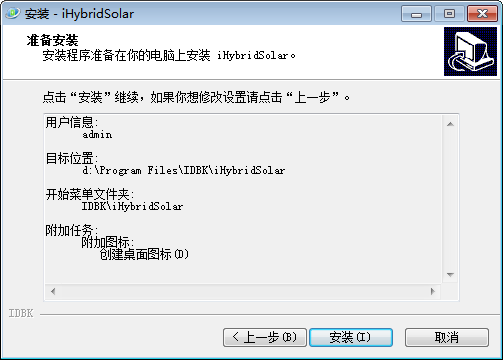 安装 - iHybridSolar
准备安装
安装程序准备在你的电脑上安装 iHybridSolar。
点击“安装”继续，如果你想修改设置请点击“上一步”。
用户信息:
admin
目标位置:
d:\Program Files\IDBK\iHybridSolar
开始菜单文件夹:
IDBK\iHybridSolar
附加任务:
附加图标:
创建桌面图标(D)
IDBK
< 上一步(B)
安装(I)
取消